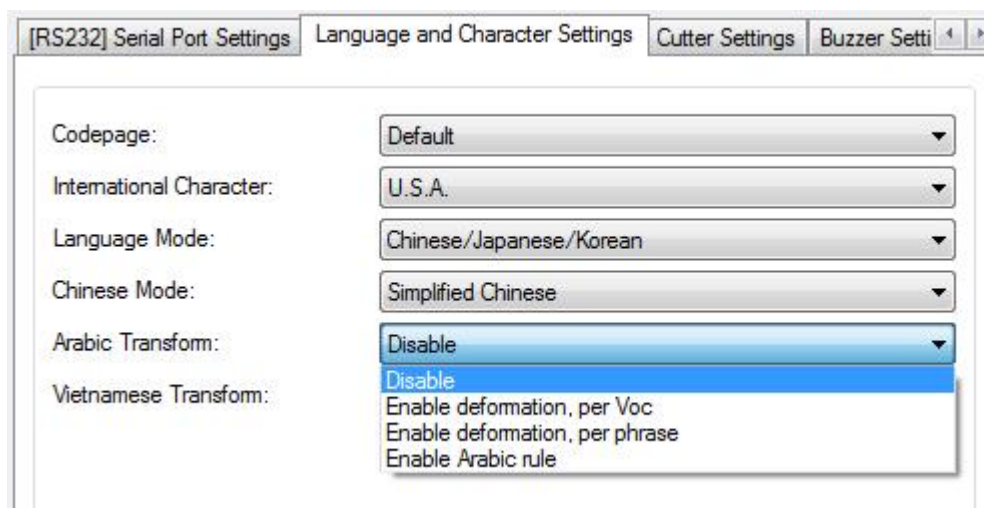 [RS232] Serial Port Settings Language and Character Settings Cutter Settings Buzzer Setti
Codepage: Default
International Character: U.S.A.
Language Mode: Chinese/Japanese/Korean
Chinese Mode: Simplified Chinese
Arabic Transform: Disable
Disable
Vietnamese Transform:
Enable deformation, per Voc
Enable deformation, per phrase
Enable Arabic rule